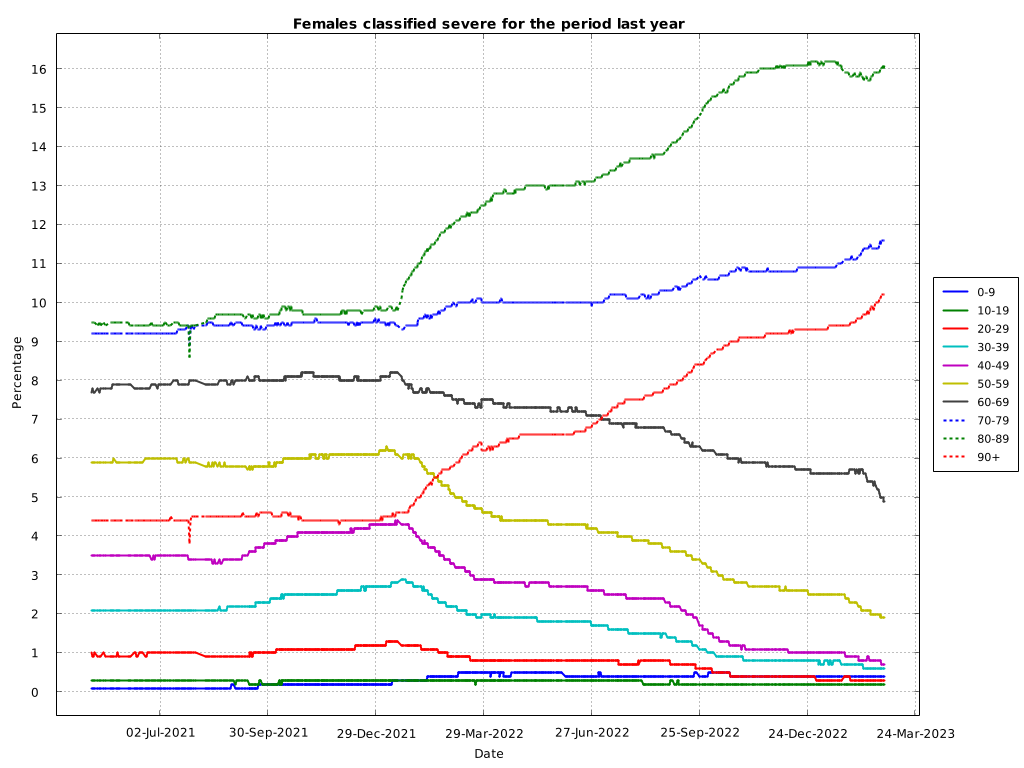 Females classified severe for the period last year
16
15
14
13
12
11
10
9
8
7
6
5
4
3
2
1
0
Percentage
02-Jul-2021
30-Sep-2021
29-Dec-2021
29-Mar-2022
27-Jun-2022
25-Sep-2022
24-Dec-2022
24-Mar-2023
Date
0-9
10-19
20-29
30-39
40-49
50-59
60-69
70-79
80-89
90+